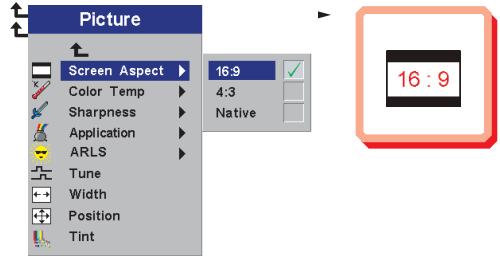 Picture
Screen Aspect
Color Temp
Sharpness
Application
ARLS
Tune
Width
Position
Tint
16:9
4:3
Native
16 : 9